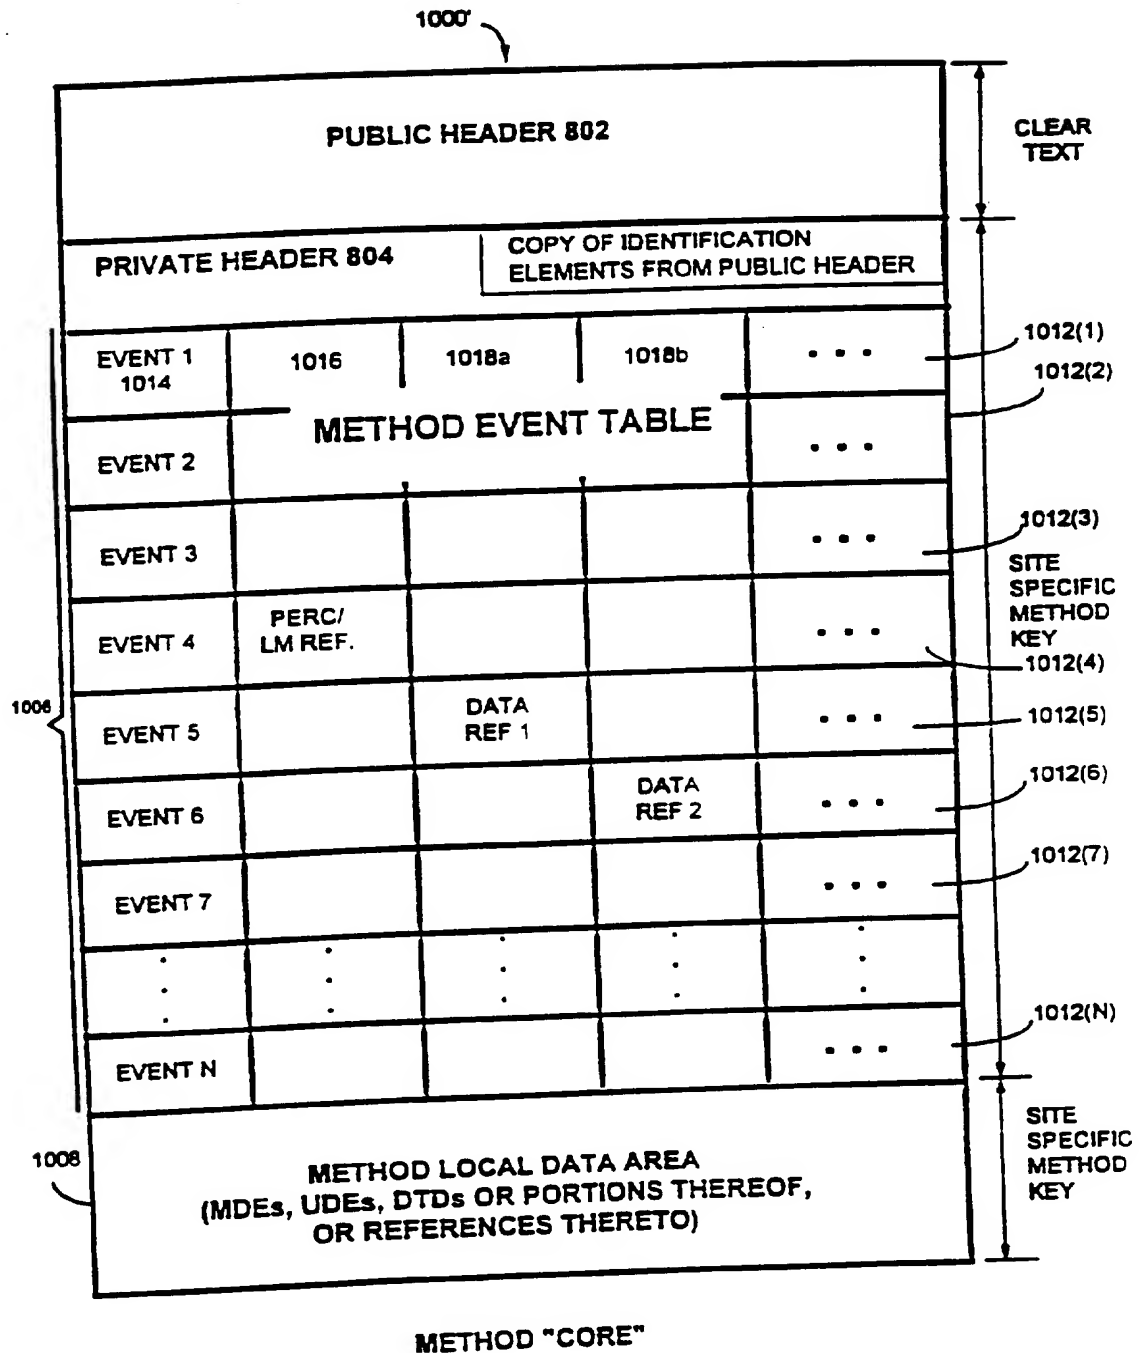 1000'
PUBLIC HEADER 802
CLEAR
TEXT
PRIVATE HEADER 804
COPY OF IDENTIFICATION
ELEMENTS FROM PUBLIC HEADER
EVENT 1
1014
1016
1018a
1018b
• • •
1012(1)
1012(2)
METHOD EVENT TABLE
EVENT 2
• • •
EVENT 3
• • •
1012(3)
SITE
SPECIFIC
METHOD
KEY
EVENT 4
PERC/
LM REF.
• • •
1012(4)
1006
EVENT 5
DATA
REF 1
• • •
1012(5)
EVENT 6
DATA
REF 2
• • •
1012(6)
EVENT 7
• • •
1012(7)
EVENT N
• • •
1012(N)
1008
METHOD LOCAL DATA AREA
(MDEs, UDEs, DTDs OR PORTIONS THEREOF,
OR REFERENCES THERETO)
SITE
SPECIFIC
METHOD
KEY
METHOD "CORE"